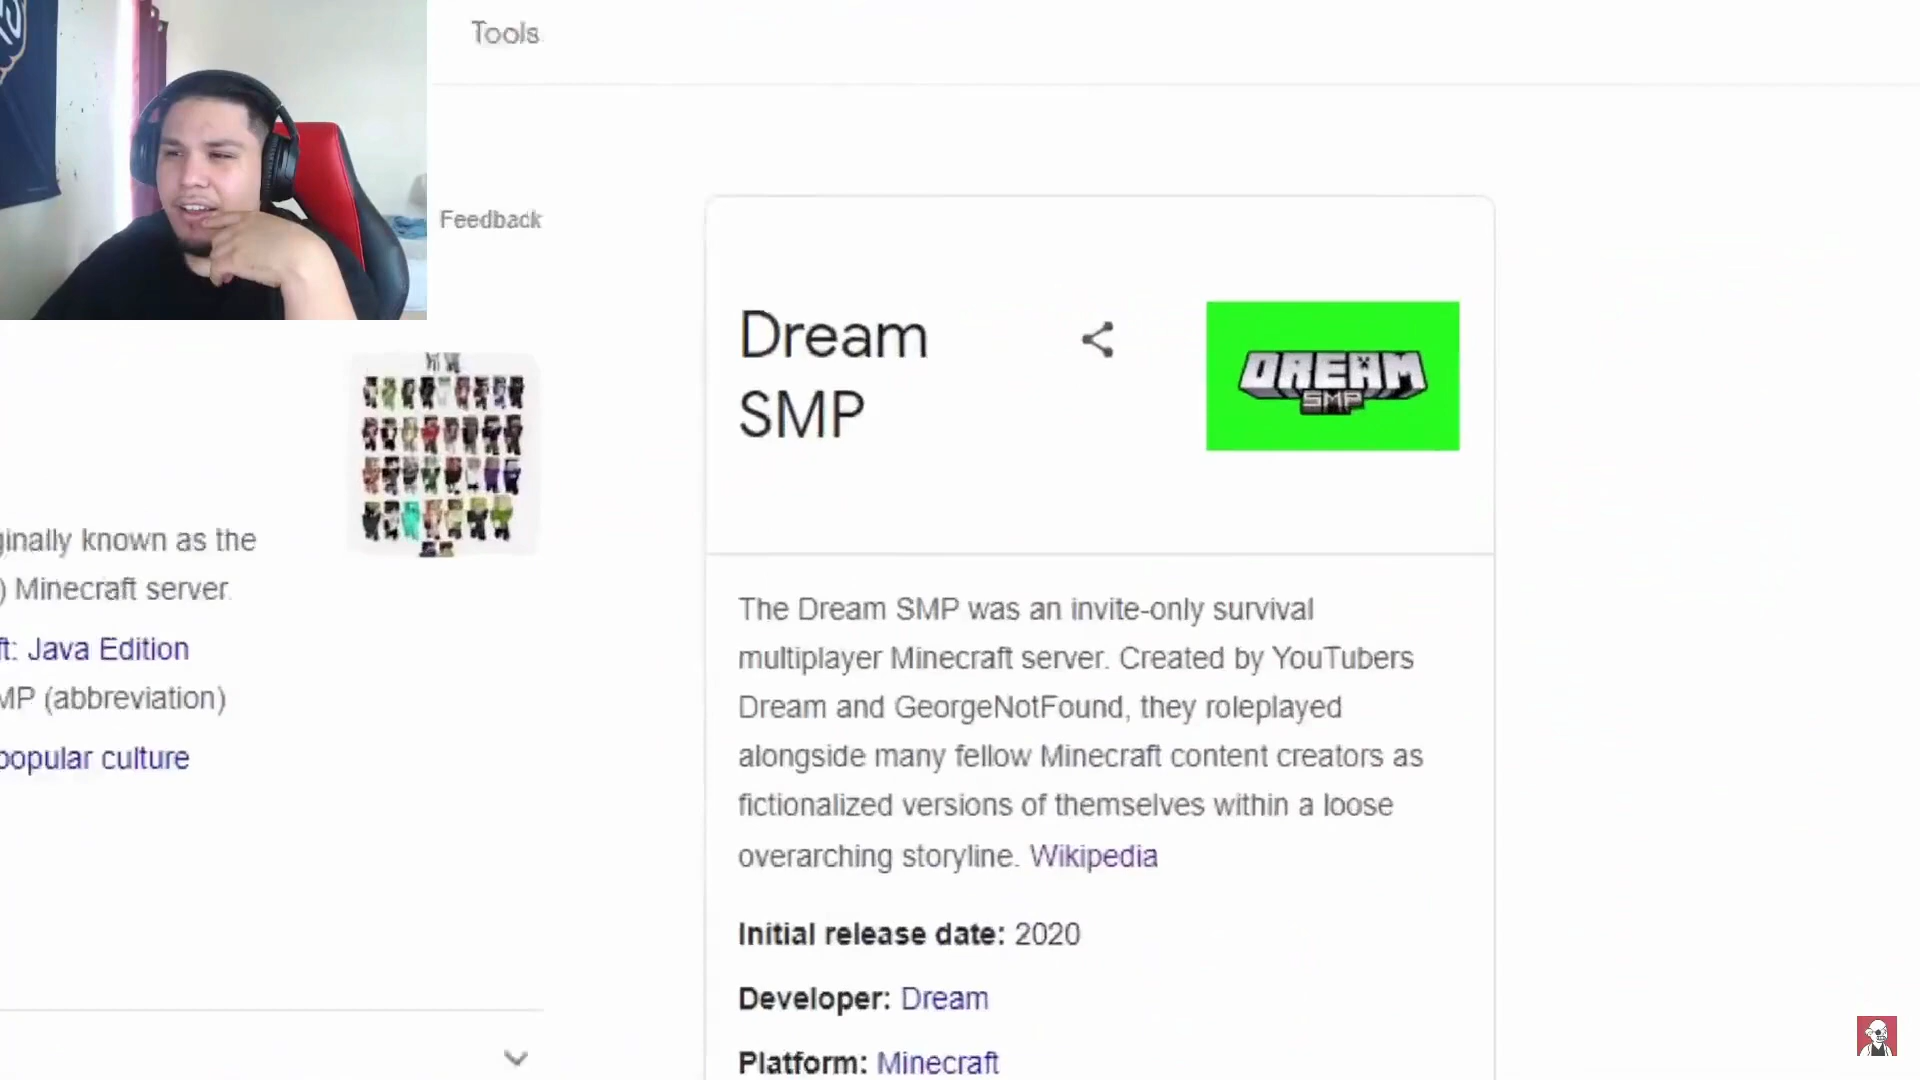 Tools
Feedback
ginally known as the
) Minecraft server.
ft: Java Edition
MP (abbreviation)
popular culture
Dream
SMP
DREAM
SMP
The Dream SMP was an invite-only survival
multiplayer Minecraft server. Created by YouTubers
Dream and GeorgeNotFound, they roleplayed
alongside many fellow Minecraft content creators as
fictionalized versions of themselves within a loose
overarching storyline. Wikipedia
Initial release date: 2020
Developer: Dream
Platform: Minecraft